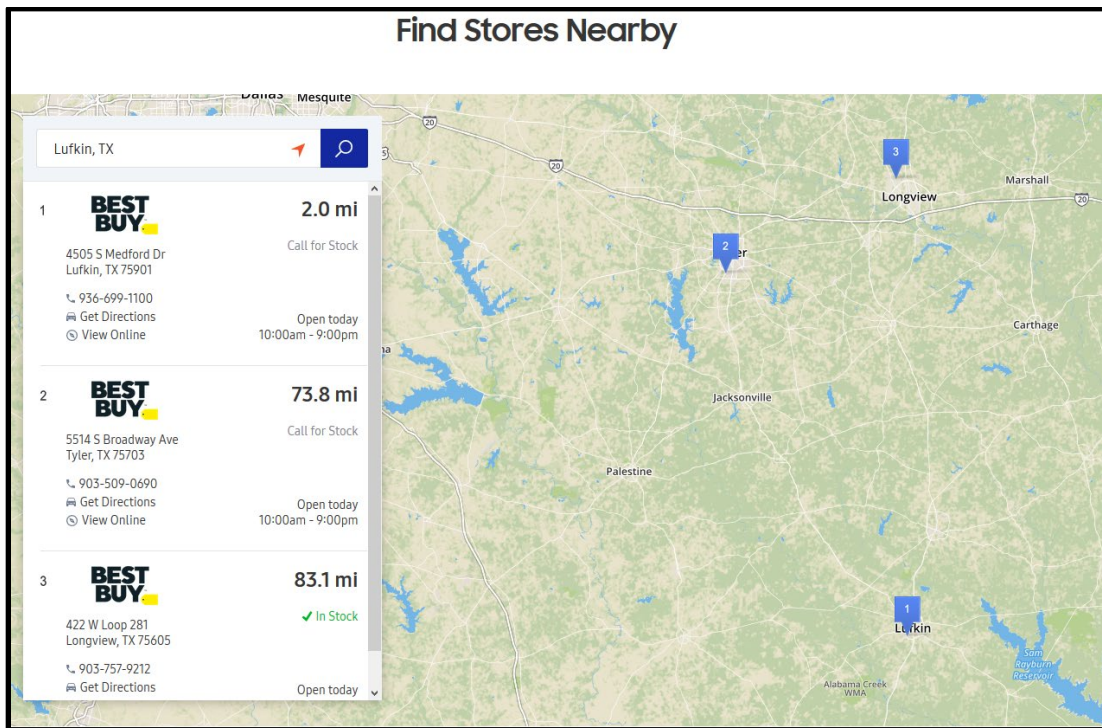 Find Stores Nearby
Lufkin, TX
1
BEST
BUY
2.0 mi
Call for Stock
4505 S Medford Dr
Lufkin, TX 75901
936-699-1100
Get Directions
View Online
Open today
10:00am - 9:00pm
2
BEST
BUY
73.8 mi
Call for Stock
5514 S Broadway Ave
Tyler, TX 75703
903-509-0690
Get Directions
View Online
Open today
10:00am - 9:00pm
3
BEST
BUY
83.1 mi
In Stock
422 W Loop 281
Longview, TX 75605
903-757-9212
Get Directions
Open today
Dallas
Mesquite
20
20
3
Longview
Marshall
20
2
Carthage
Jacksonville
Palestine
1
Lufkin
Sam
Rayburn
Reservoir
Alabama Creek
WMA